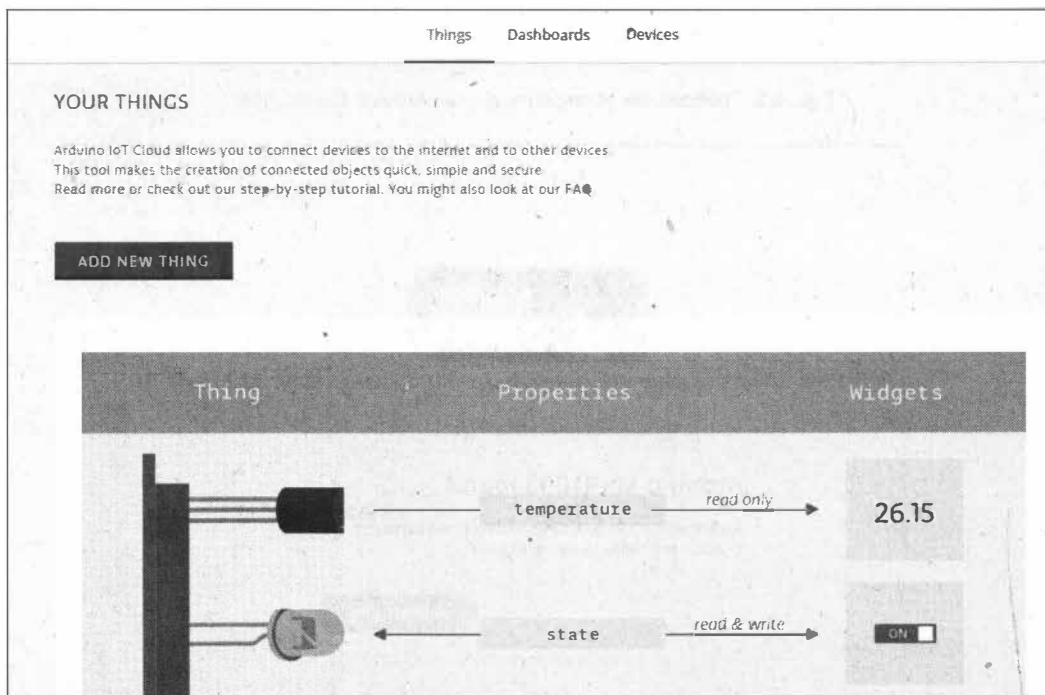 Things Dashboards Devices
YOUR THINGS
Arduino IoT Cloud allows you to connect devices to the internet and to other devices
This tool makes the creation of connected objects quick, simple and secure
Read more or check out our step-by-step tutorial. You might also look at our FAQ
ADD NEW THING
Thing Properties Widgets
temperature read only 26.15
state read & write ON